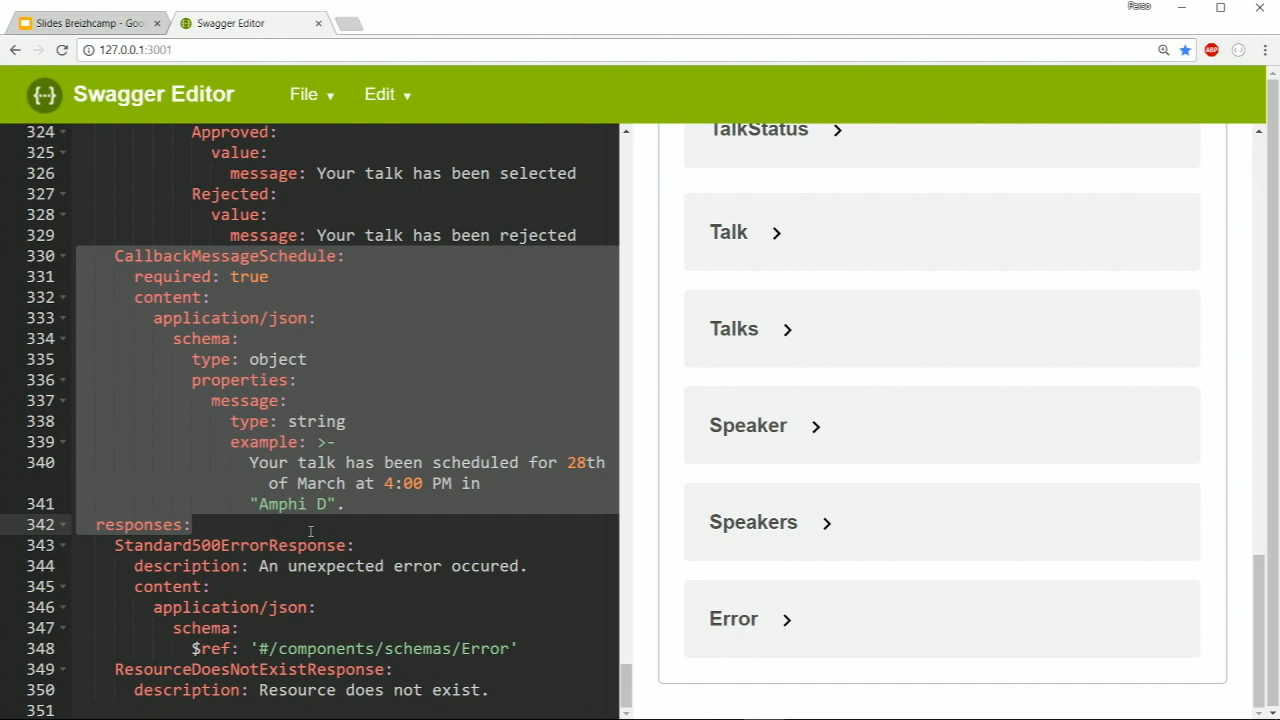 Parso
Slides Breizhcamp - Goo
Swagger Editor
127.0.0.1:3001
ABP
Swagger Editor
File
Edit
324 Approved:
325 value:
326 message: Your talk has been selected
327 Rejected:
328 value:
329 message: Your talk has been rejected
330 CallbackMessageSchedule:
331 required: true
332 content:
333 application/json:
334 schema:
335 type: object
336 properties:
337 message:
338 type: string
339 example: >-
340 Your talk has been scheduled for 28th
of March at 4:00 PM in
341 "Amphi D".
342 responses:
343 Standard500ErrorResponse:
344 description: An unexpected error occured.
345 content:
346 application/json:
347 schema:
348 $ref: '#/components/schemas/Error'
349 ResourceDoesNotExistResponse:
350 description: Resource does not exist.
351
TalkStatus
Talk
Talks
Speaker
Speakers
Error